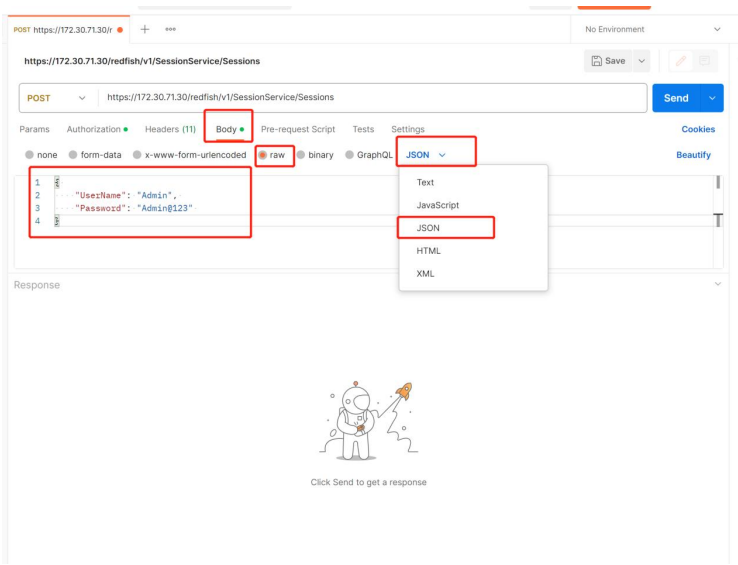 POST https://172.30.71.30/r
No Environment
https://172.30.71.30/redfish/v1/SessionService/Sessions
Save
POST https://172.30.71.30/redfish/v1/SessionService/Sessions Send
Params Authorization Headers (11) Body Pre-request Script Tests Settings Cookies
none form-data x-www-form-urlencoded raw binary GraphQL JSON Beautify
1 {
2 "UserName": "Admin",
3 "Password": "Admin@123"
4 }
Text
JavaScript
JSON
HTML
XML
Response
Click Send to get a response